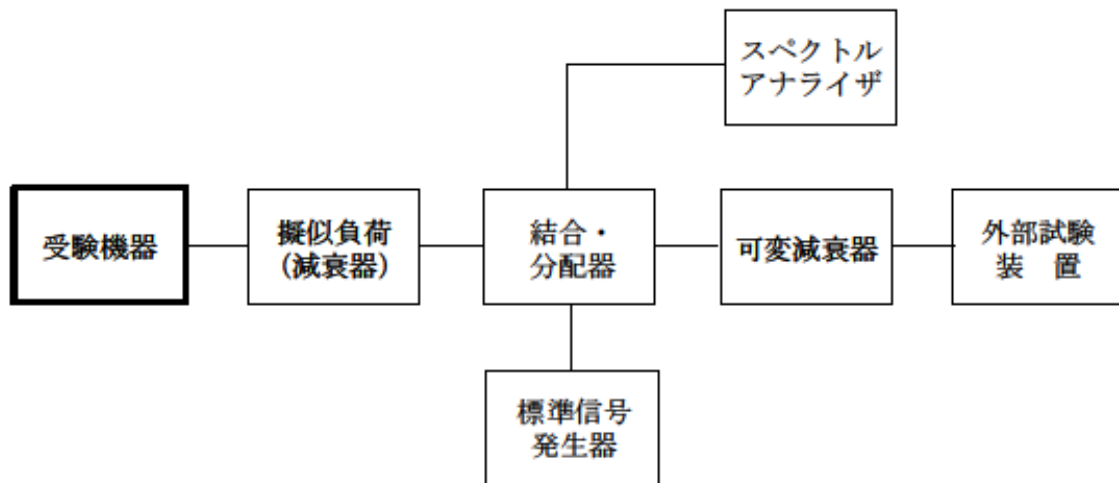 スペクトル
アナライザ
受験機器
擬似負荷
(減衰器)
結合・
分配器
可変減衰器
外部試験
装　置
標準信号
発生器